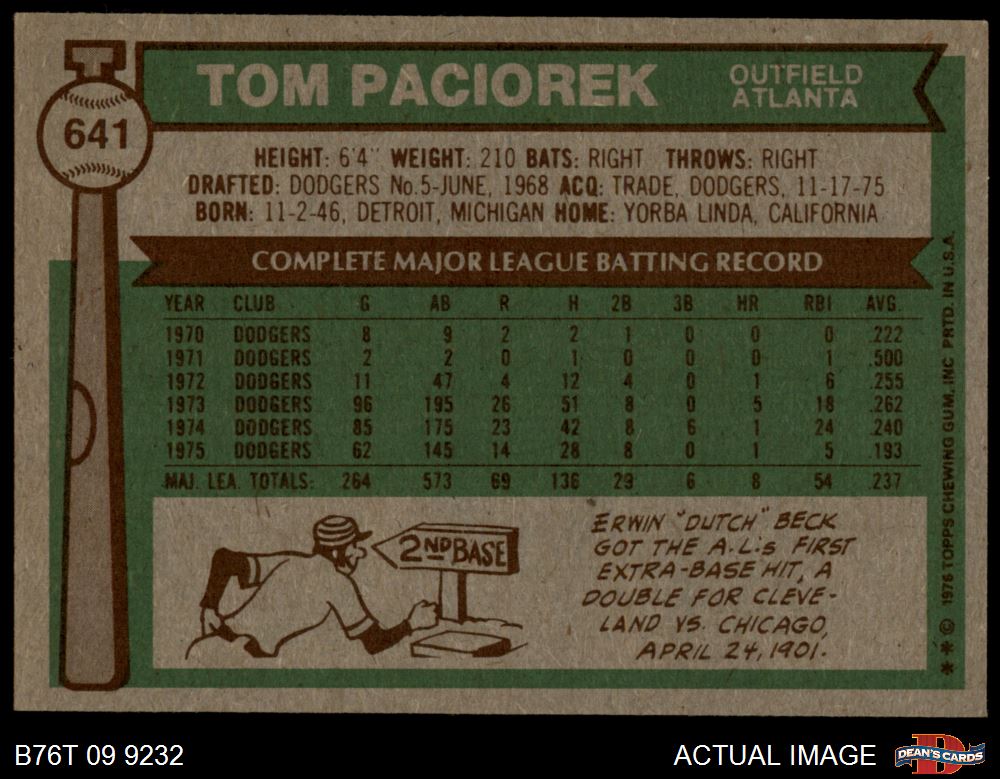 641
TOM PACIOREK
OUTFIELD
ATLANTA
HEIGHT: 6'4" WEIGHT: 210 BATS: RIGHT THROWS: RIGHT
DRAFTED: DODGERS No.5-JUNE, 1968 ACQ: TRADE, DODGERS, 11-17-75
BORN: 11-2-46, DETROIT, MICHIGAN HOME: YORBA LINDA, CALIFORNIA
COMPLETE MAJOR LEAGUE BATTING RECORD
YEAR CLUB G AB R H 2B 3B HR RBI AVG.
1970 DODGERS 8 9 2 2 1 0 0 0 .222
1971 DODGERS 2 2 0 1 0 0 0 1 .500
1972 DODGERS 11 47 4 12 4 0 1 6 .255
1973 DODGERS 96 195 26 51 8 0 5 18 .262
1974 DODGERS 85 175 23 42 8 6 1 24 .240
1975 DODGERS 62 145 14 28 8 0 1 5 .193
MAJ. LEA. TOTALS: 264 573 69 136 29 6 8 54 .237
2ND BASE
ERWIN "DUTCH" BECK
GOT THE A.L.'s FIRST
EXTRA-BASE HIT, A
DOUBLE FOR CLEVE-
LAND VS. CHICAGO,
APRIL 24, 1901.
** © 1976 TOPPS CHEWING GUM, INC PRTD. IN U.S.A.
B76T 09 9232
ACTUAL IMAGE
DEAN'S CARDS